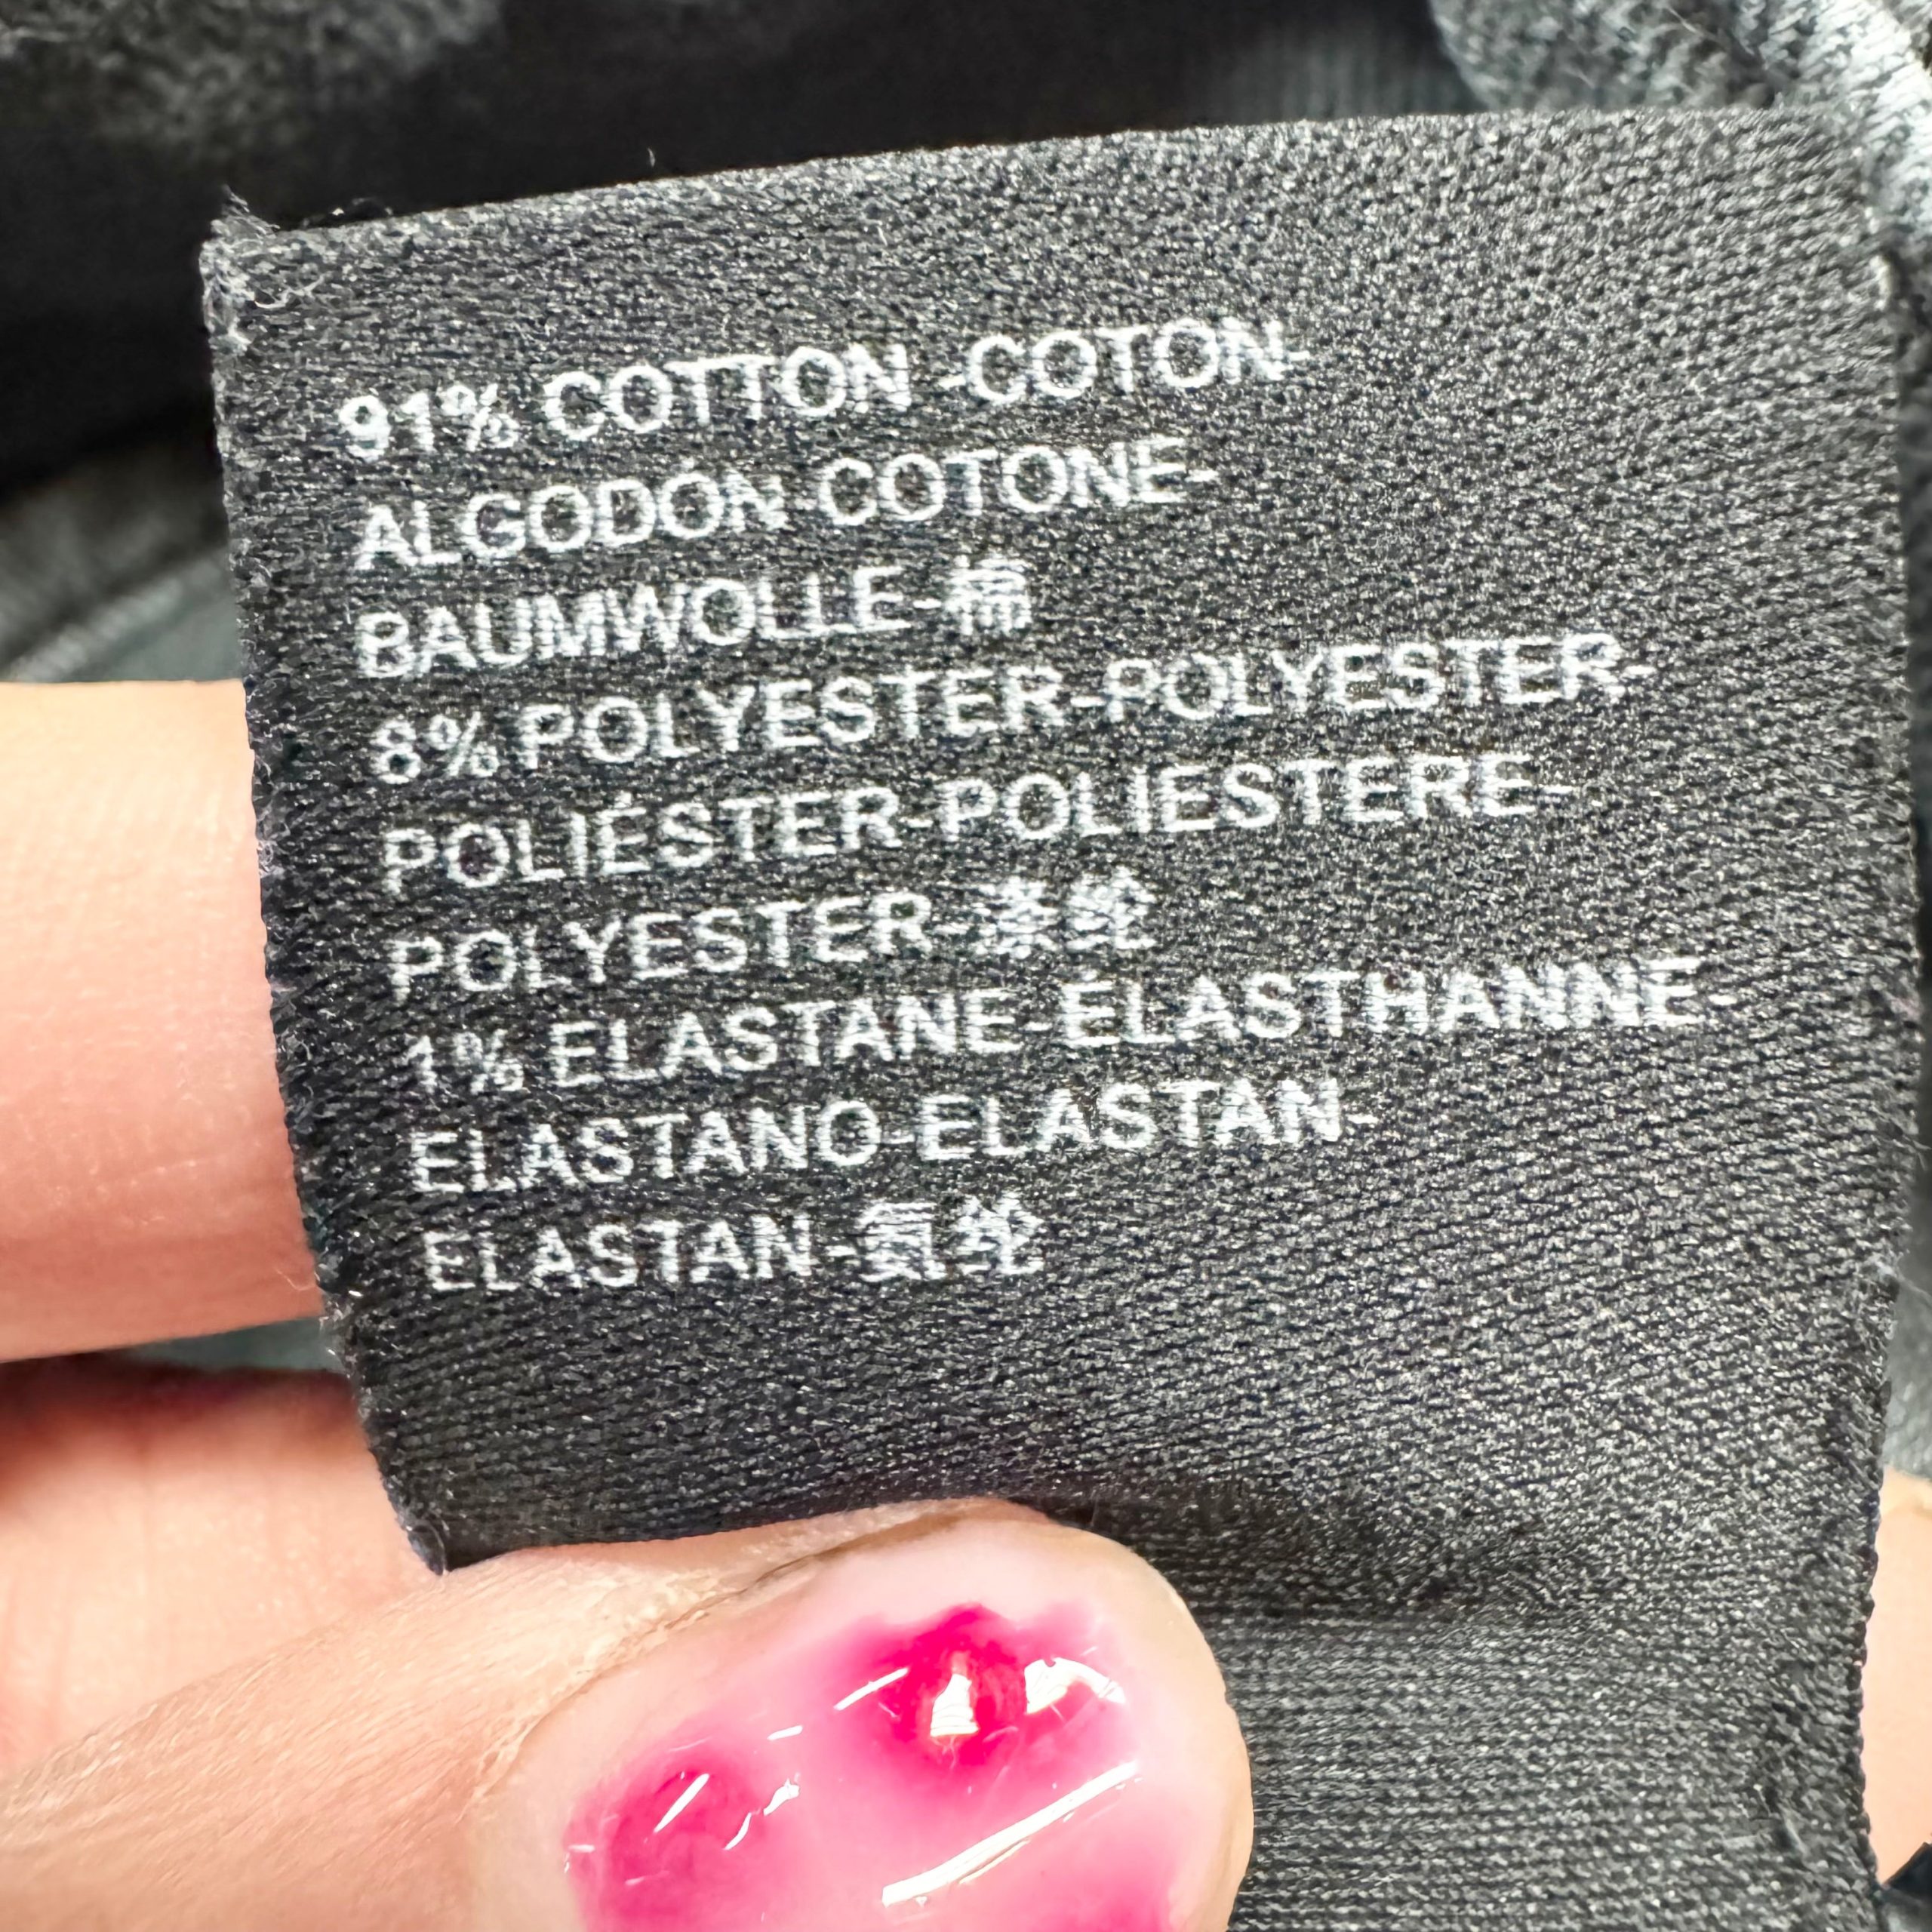 91% COTTON -COTON-
ALGODÓN-COTONE-
BAUMWOLLE-棉
8% POLYESTER-POLYESTER-
POLIÉSTER-POLIESTERE-
POLYESTER-涤纶
1% ELASTANE-ÉLASTHANNE
ELASTANO-ELASTAN-
ELASTAN-氨纶